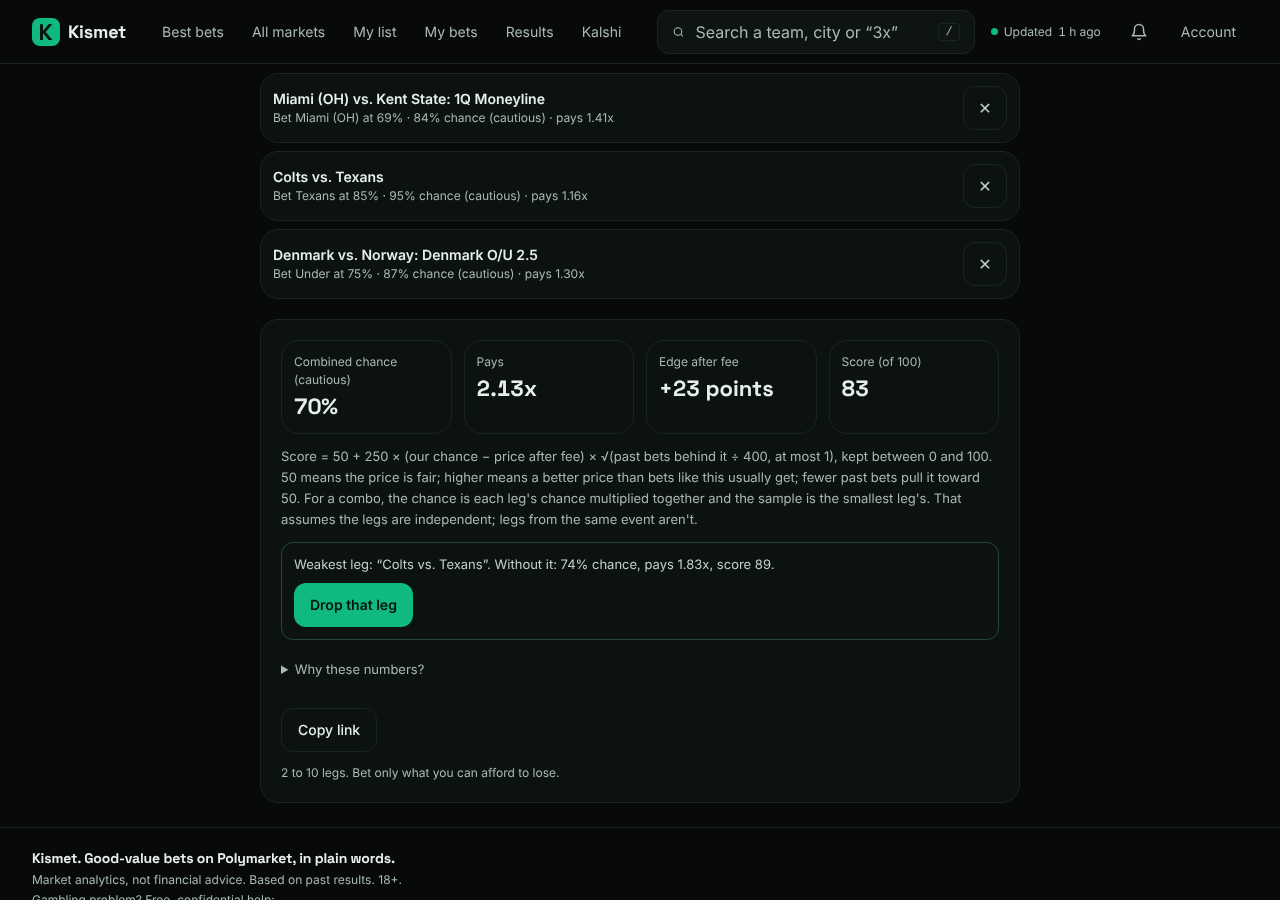 K Kismet Best bets All markets My list My bets Results Kalshi Search a team, city or “3x” / Updated 1 h ago Account
Miami (OH) vs. Kent State: 1Q Moneyline
Bet Miami (OH) at 69% · 84% chance (cautious) · pays 1.41x
Colts vs. Texans
Bet Texans at 85% · 95% chance (cautious) · pays 1.16x
Denmark vs. Norway: Denmark O/U 2.5
Bet Under at 75% · 87% chance (cautious) · pays 1.30x
Combined chance (cautious)
70%
Pays
2.13x
Edge after fee
+23 points
Score (of 100)
83
Score = 50 + 250 × (our chance − price after fee) × √(past bets behind it ÷ 400, at most 1), kept between 0 and 100.
50 means the price is fair; higher means a better price than bets like this usually get; fewer past bets pull it toward
50. For a combo, the chance is each leg's chance multiplied together and the sample is the smallest leg's. That
assumes the legs are independent; legs from the same event aren't.
Weakest leg: “Colts vs. Texans”. Without it: 74% chance, pays 1.83x, score 89.
Drop that leg
Why these numbers?
Copy link
2 to 10 legs. Bet only what you can afford to lose.
Kismet. Good-value bets on Polymarket, in plain words.
Market analytics, not financial advice. Based on past results. 18+.
Gambling problem? Free, confidential help: